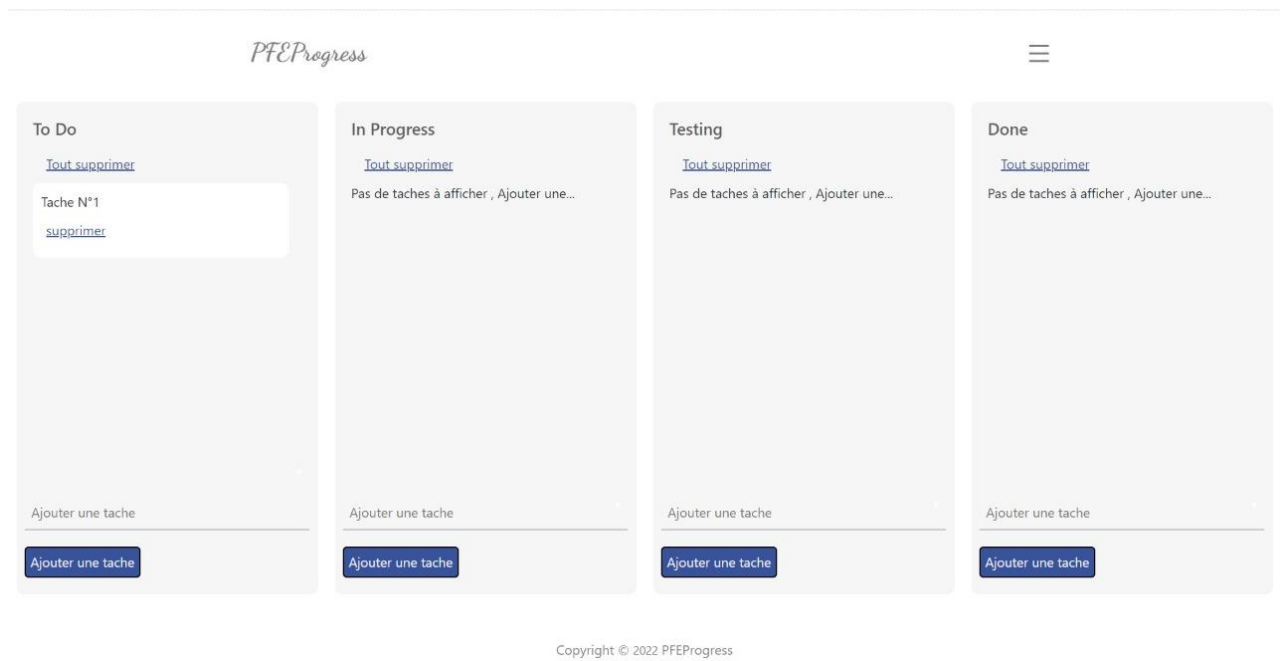 PFEProgress
To Do
Tout supprimer
Tache N°1
supprimer
Ajouter une tache
Ajouter une tache
In Progress
Tout supprimer
Pas de taches à afficher , Ajouter une...
Ajouter une tache
Ajouter une tache
Testing
Tout supprimer
Pas de taches à afficher , Ajouter une...
Ajouter une tache
Ajouter une tache
Done
Tout supprimer
Pas de taches à afficher , Ajouter une...
Ajouter une tache
Ajouter une tache
Copyright © 2022 PFEProgress